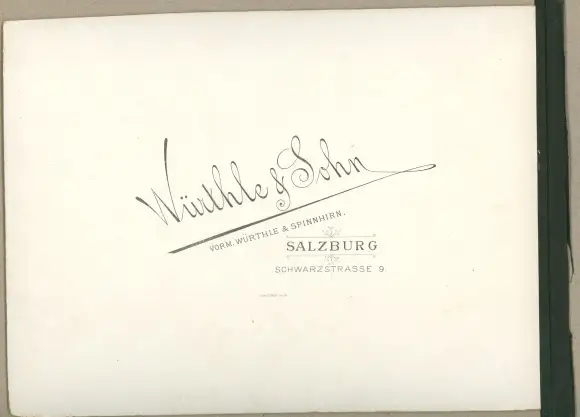 Würthle & Sohn
VORM. WÜRTHLE & SPINNHIRN.
SALZBURG
SCHWARZSTRASSE 9